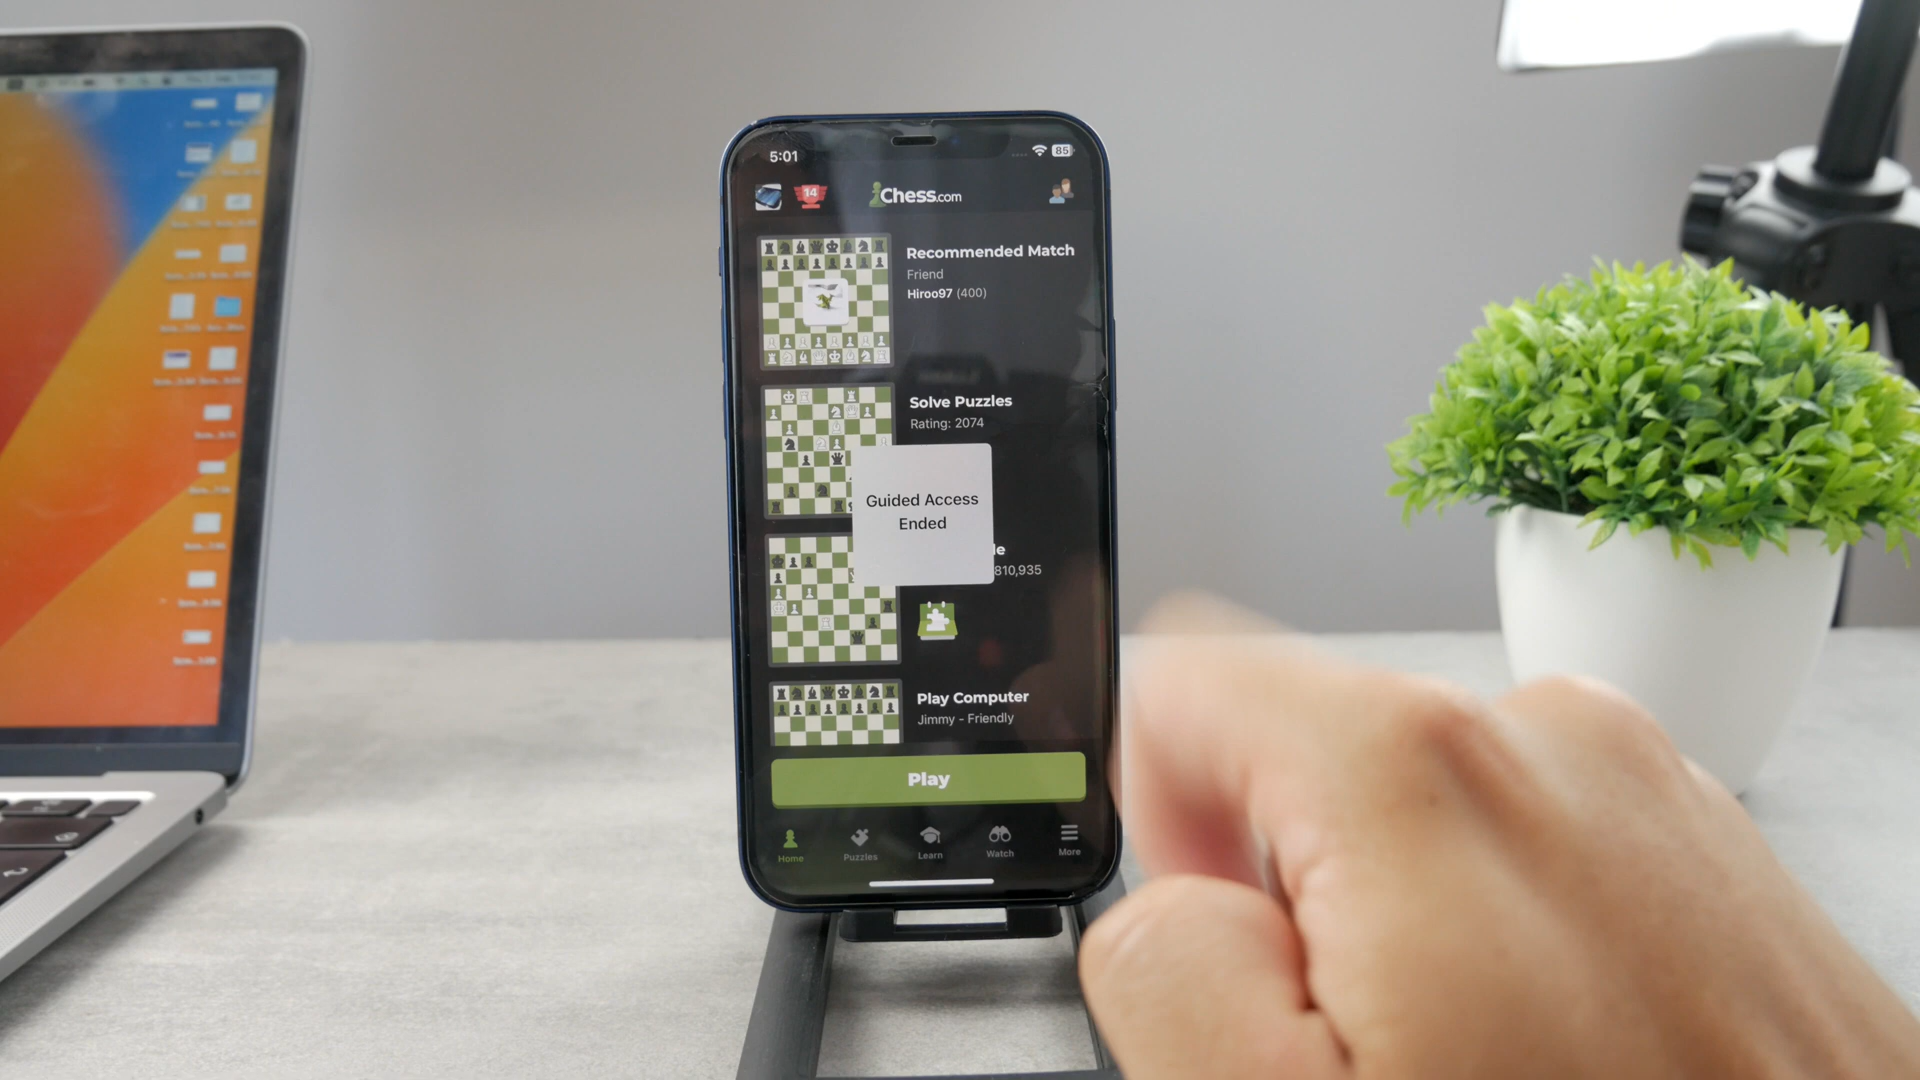 5:01
85
14
Chess.com
Recommended Match
Friend
Hiroo97 (400)
Solve Puzzles
Rating: 2074
Guided Access
Ended
le
810,935
Play Computer
Jimmy - Friendly
Play
Home
Puzzles
Learn
Watch
More